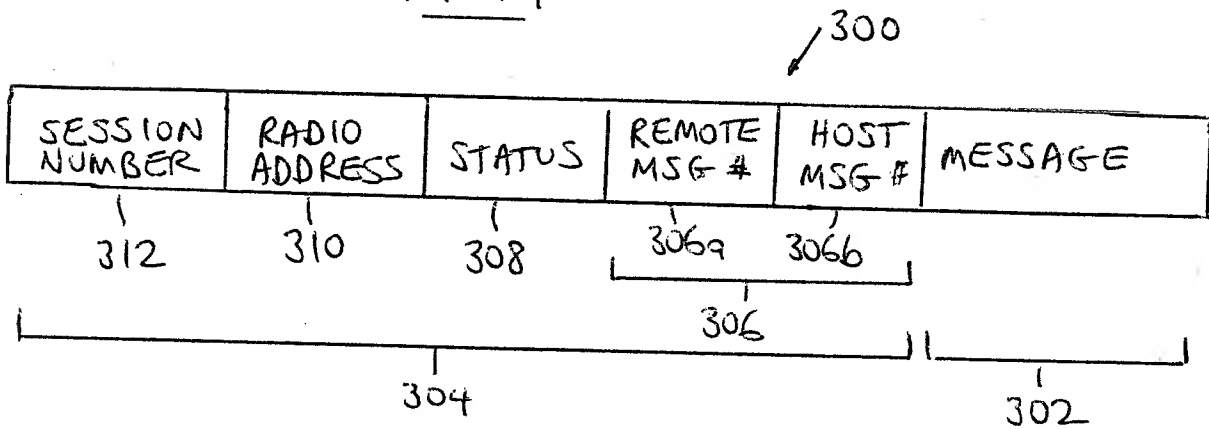 300
SESSION NUMBER
RADIO ADDRESS
STATUS
REMOTE MSG #
HOST MSG #
MESSAGE
312
310
308
306a
306b
306
304
302